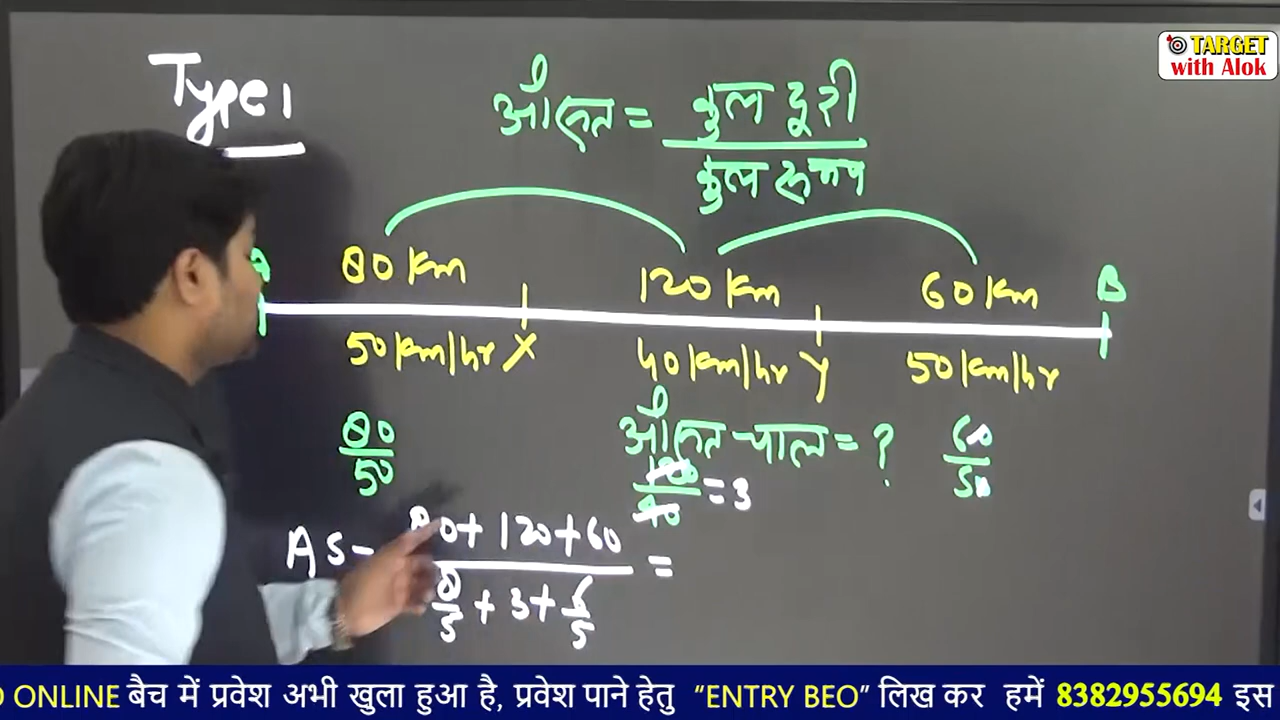 TARGET
with Alok
Type 1
औसत = कुल दूरी / कुल समय
80 km 120 km 60 km B
50 km/hr X 40 km/hr Y 50 km/hr
औसत चाल = ?
80/50 120/40 = 3 60/50
AS = 80 + 120 + 60 / 8/5 + 3 + 6/5 =
ONLINE बैच में प्रवेश अभी खुला हुआ है, प्रवेश पाने हेतु “ENTRY BEO” लिख कर हमें 8382955694 इस